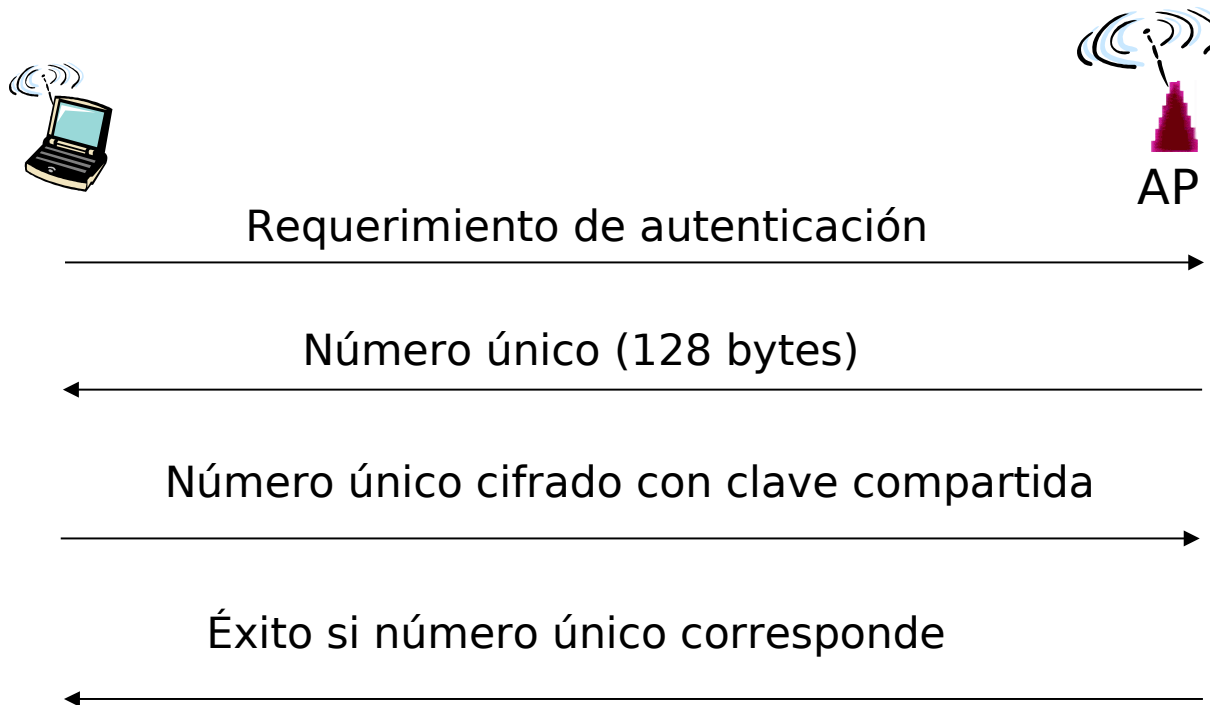 AP
Requerimiento de autenticación
Número único (128 bytes)
Número único cifrado con clave compartida
Éxito si número único corresponde